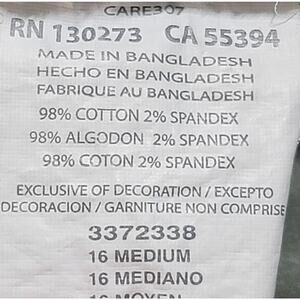 CARE307
RN 130273 CA 55394
MADE IN BANGLADESH
HECHO EN BANGLADESH
FABRIQUE AU BANGLADESH
98% COTTON 2% SPANDEX
98% ALGODON 2% SPANDEX
98% COTON 2% SPANDEX
EXCLUSIVE OF DECORATION / EXCEPTO
DECORACION / GARNITURE NON COMPRISE
3372338
16 MEDIUM
16 MEDIANO
16 MOYEN